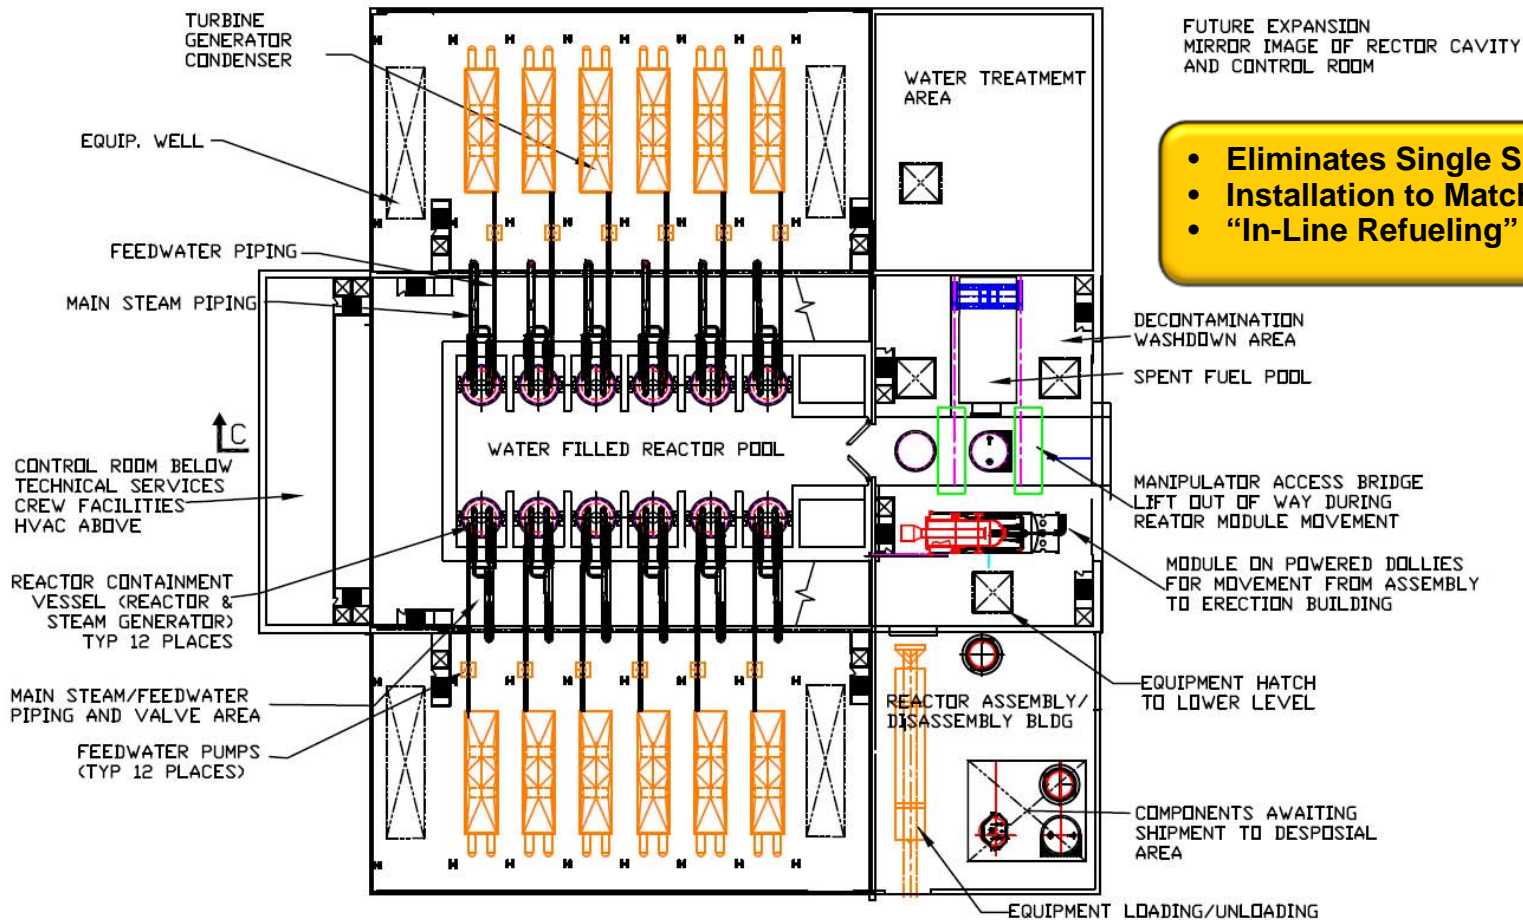 TURBINE
GENERATOR
CONDENSER
EQUIP. WELL
FEEDWATER PIPING
MAIN STEAM PIPING
C
CONTROL ROOM BELOW
TECHNICAL SERVICES
CREW FACILITIES
HVAC ABOVE
REACTOR CONTAINMENT
VESSEL (REACTOR &
STEAM GENERATOR)
TYP 12 PLACES
MAIN STEAM/FEEDWATER
PIPING AND VALVE AREA
FEEDWATER PUMPS
(TYP 12 PLACES)
WATER FILLED REACTOR POOL
WATER TREATMEMT
AREA
FUTURE EXPANSION
MIRROR IMAGE OF RECTOR CAVITY
AND CONTROL ROOM
• Eliminates Single S
• Installation to Match
• “In-Line Refueling”
DECONTAMINATION
WASHDOWN AREA
SPENT FUEL POOL
MANIPULATOR ACCESS BRIDGE
LIFT OUT OF WAY DURING
REATOR MODULE MOVEMENT
MODULE ON POWERED DOLLIES
FOR MOVEMENT FROM ASSEMBLY
TO ERECTION BUILDING
EQUIPMENT HATCH
TO LOWER LEVEL
REACTOR ASSEMBLY/
DISASSEMBLY BLDG
COMPONENTS AWAITING
SHIPMENT TO DESPOSIAL
AREA
EQUIPMENT LOADING/UNLOADING